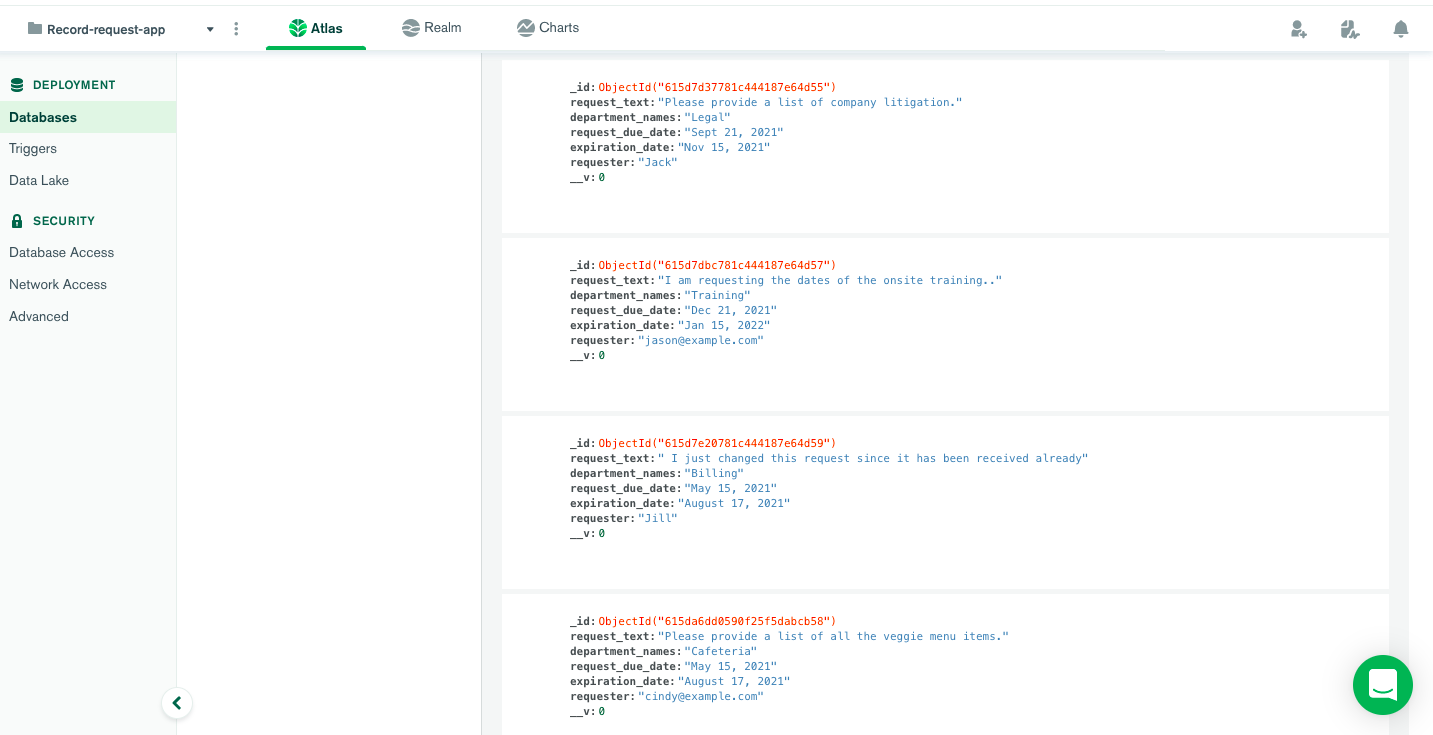 Record-request-app
Atlas
Realm
Charts
DEPLOYMENT
Databases
Triggers
Data Lake
SECURITY
Database Access
Network Access
Advanced
_id: ObjectId("615d7d37781c444187e64d55")
request_text: "Please provide a list of company litigation."
department_names: "Legal"
request_due_date: "Sept 21, 2021"
expiration_date: "Nov 15, 2021"
requester: "Jack"
__v: 0
_id: ObjectId("615d7dbc781c444187e64d57")
request_text: "I am requesting the dates of the onsite training.."
department_names: "Training"
request_due_date: "Dec 21, 2021"
expiration_date: "Jan 15, 2022"
requester: "jason@example.com"
__v: 0
_id: ObjectId("615d7e20781c444187e64d59")
request_text: " I just changed this request since it has been received already"
department_names: "Billing"
request_due_date: "May 15, 2021"
expiration_date: "August 17, 2021"
requester: "Jill"
__v: 0
_id: ObjectId("615da6dd0590f25f5dabcb58")
request_text: "Please provide a list of all the veggie menu items."
department_names: "Cafeteria"
request_due_date: "May 15, 2021"
expiration_date: "August 17, 2021"
requester: "cindy@example.com"
__v: 0